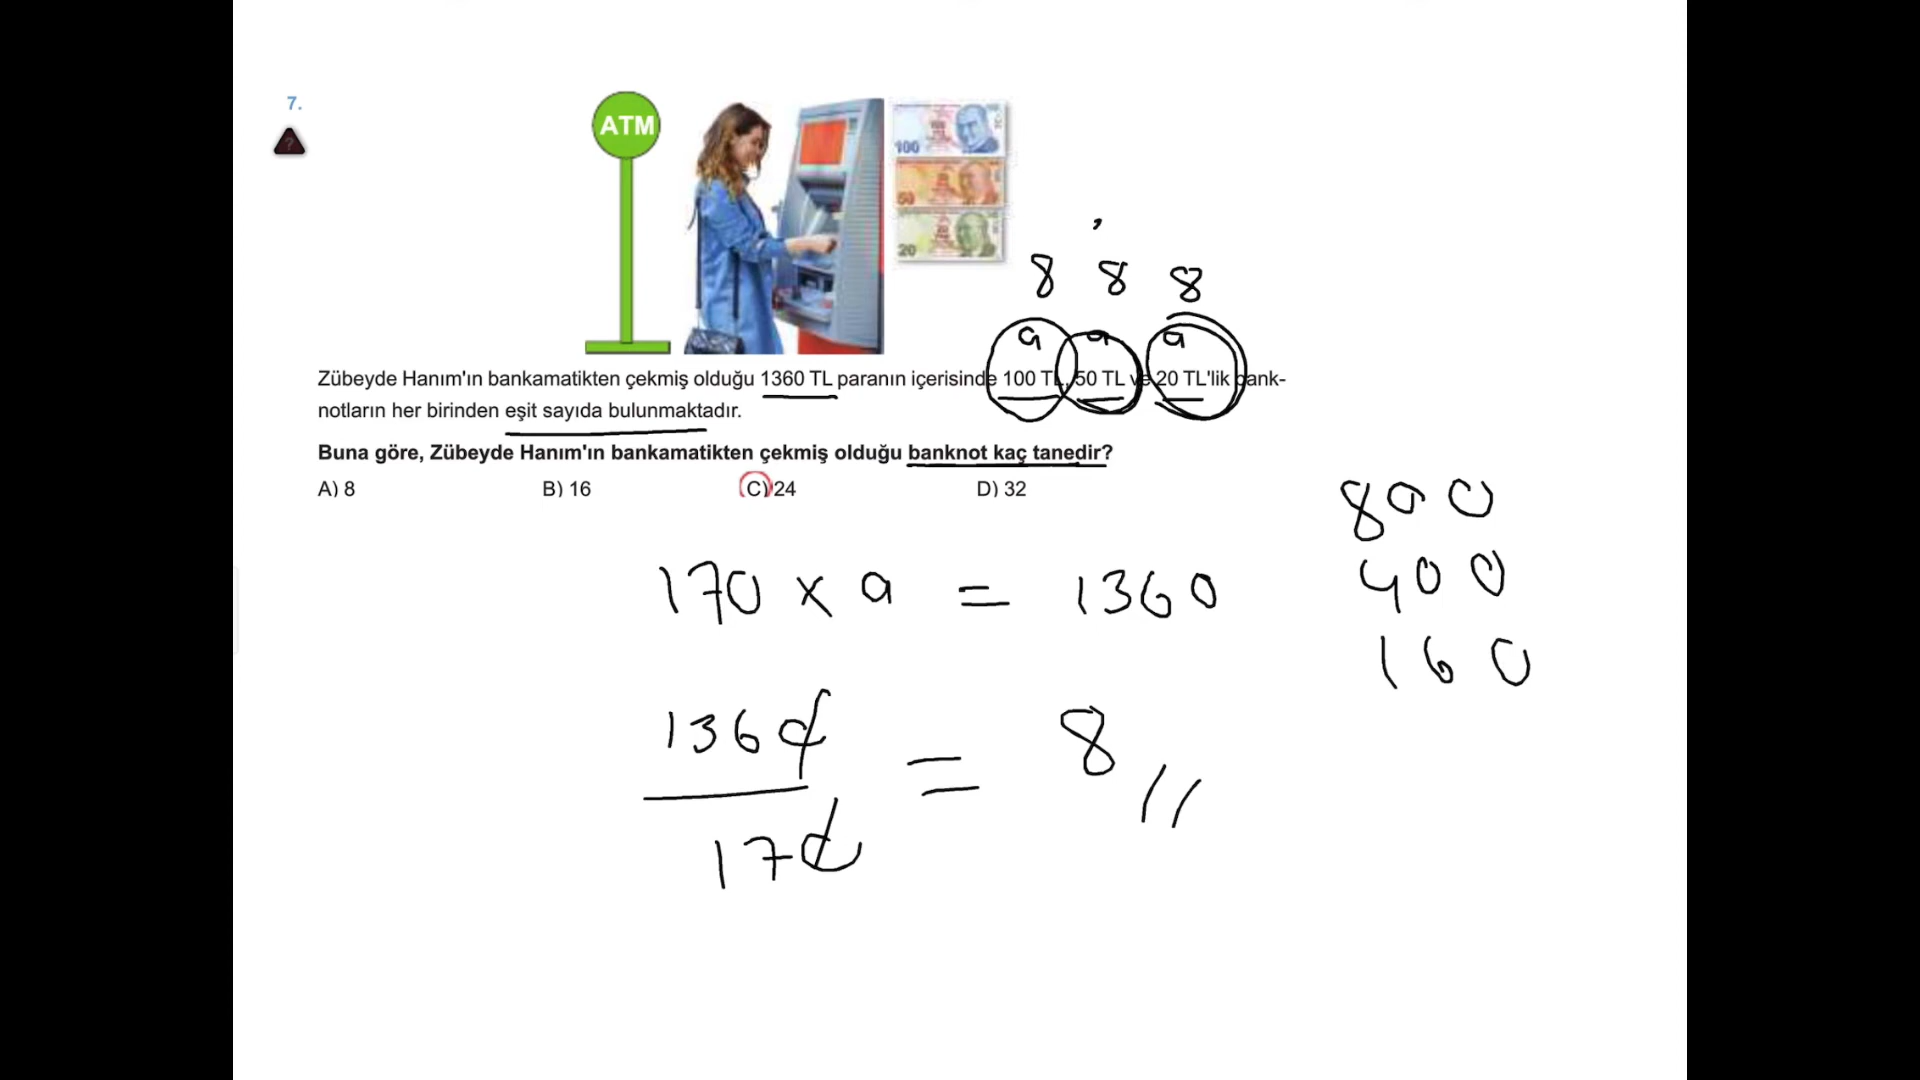 7.
?
ATM
100
50
20
8 8 8
a a a
Zübeyde Hanım'ın bankamatikten çekmiş olduğu 1360 TL paranın içerisinde 100 TL, 50 TL ve 20 TL'lik bank-
notların her birinden eşit sayıda bulunmaktadır.
Buna göre, Zübeyde Hanım'ın bankamatikten çekmiş olduğu banknot kaç tanedir?
A) 8 B) 16 C) 24 D) 32
800
400
160
170 x a = 1360
1360
170
= 8 //